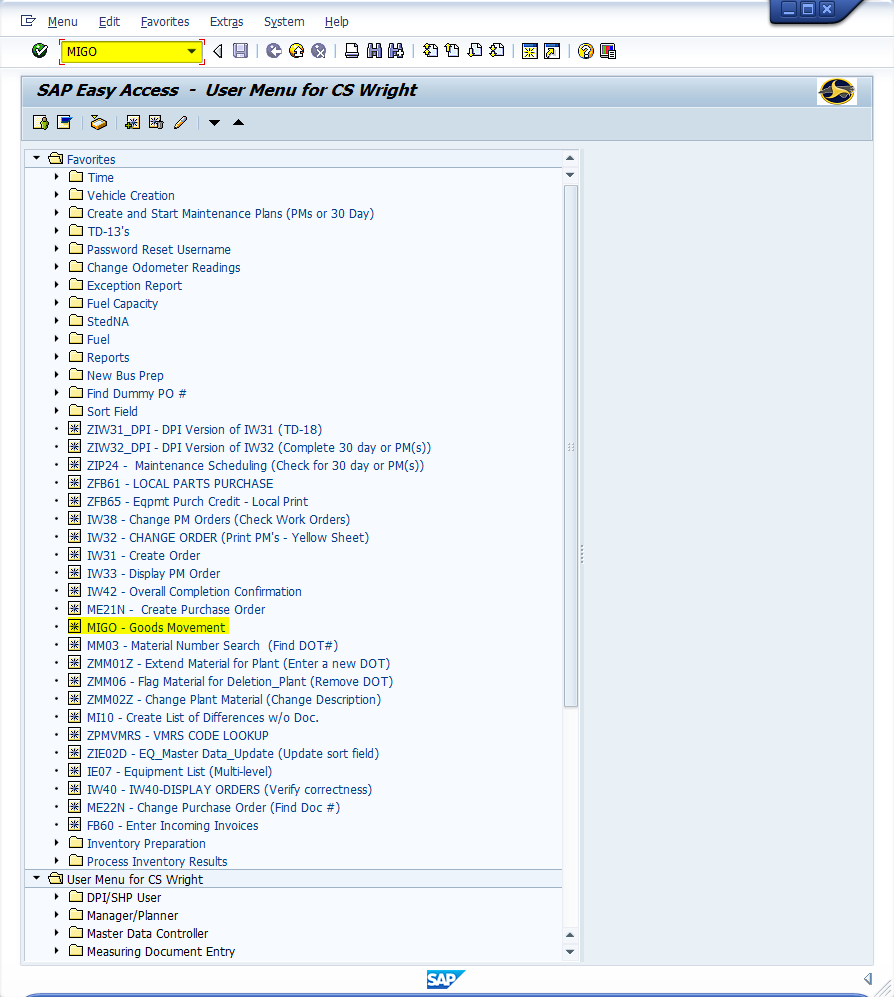 Menu Edit Favorites Extras System Help
MIGO
SAP Easy Access - User Menu for CS Wright
Favorites
Time
Vehicle Creation
Create and Start Maintenance Plans (PMs or 30 Day)
TD-13's
Password Reset Username
Change Odometer Readings
Exception Report
Fuel Capacity
StedNA
Fuel
Reports
New Bus Prep
Find Dummy PO #
Sort Field
ZIW31_DPI - DPI Version of IW31 (TD-18)
ZIW32_DPI - DPI Version of IW32 (Complete 30 day or PM(s))
ZIP24 - Maintenance Scheduling (Check for 30 day or PM(s))
ZFB61 - LOCAL PARTS PURCHASE
ZFB65 - Eqpmt Purch Credit - Local Print
IW38 - Change PM Orders (Check Work Orders)
IW32 - CHANGE ORDER (Print PM's - Yellow Sheet)
IW31 - Create Order
IW33 - Display PM Order
IW42 - Overall Completion Confirmation
ME21N - Create Purchase Order
MIGO - Goods Movement
MM03 - Material Number Search (Find DOT#)
ZMM01Z - Extend Material for Plant (Enter a new DOT)
ZMM06 - Flag Material for Deletion_Plant (Remove DOT)
ZMM02Z - Change Plant Material (Change Description)
MI10 - Create List of Differences w/o Doc.
ZPMVMRS - VMRS CODE LOOKUP
ZIE02D - EQ_Master Data_Update (Update sort field)
IE07 - Equipment List (Multi-level)
IW40 - IW40-DISPLAY ORDERS (Verify correctness)
ME22N - Change Purchase Order (Find Doc #)
FB60 - Enter Incoming Invoices
Inventory Preparation
Process Inventory Results
User Menu for CS Wright
DPI/SHP User
Manager/Planner
Master Data Controller
Measuring Document Entry
SAP